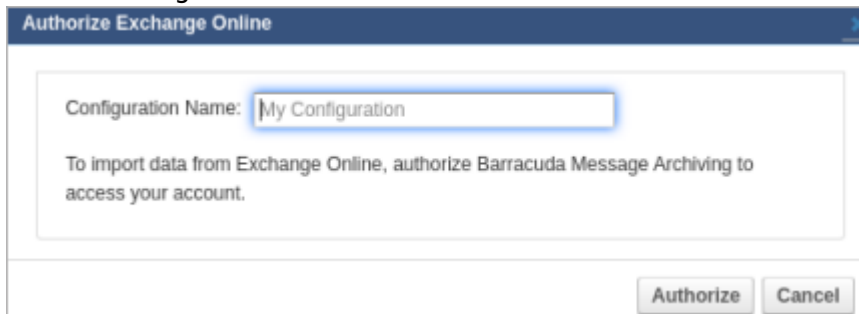 Authorize Exchange Online
Configuration Name: My Configuration
To import data from Exchange Online, authorize Barracuda Message Archiving to
access your account.
Authorize Cancel